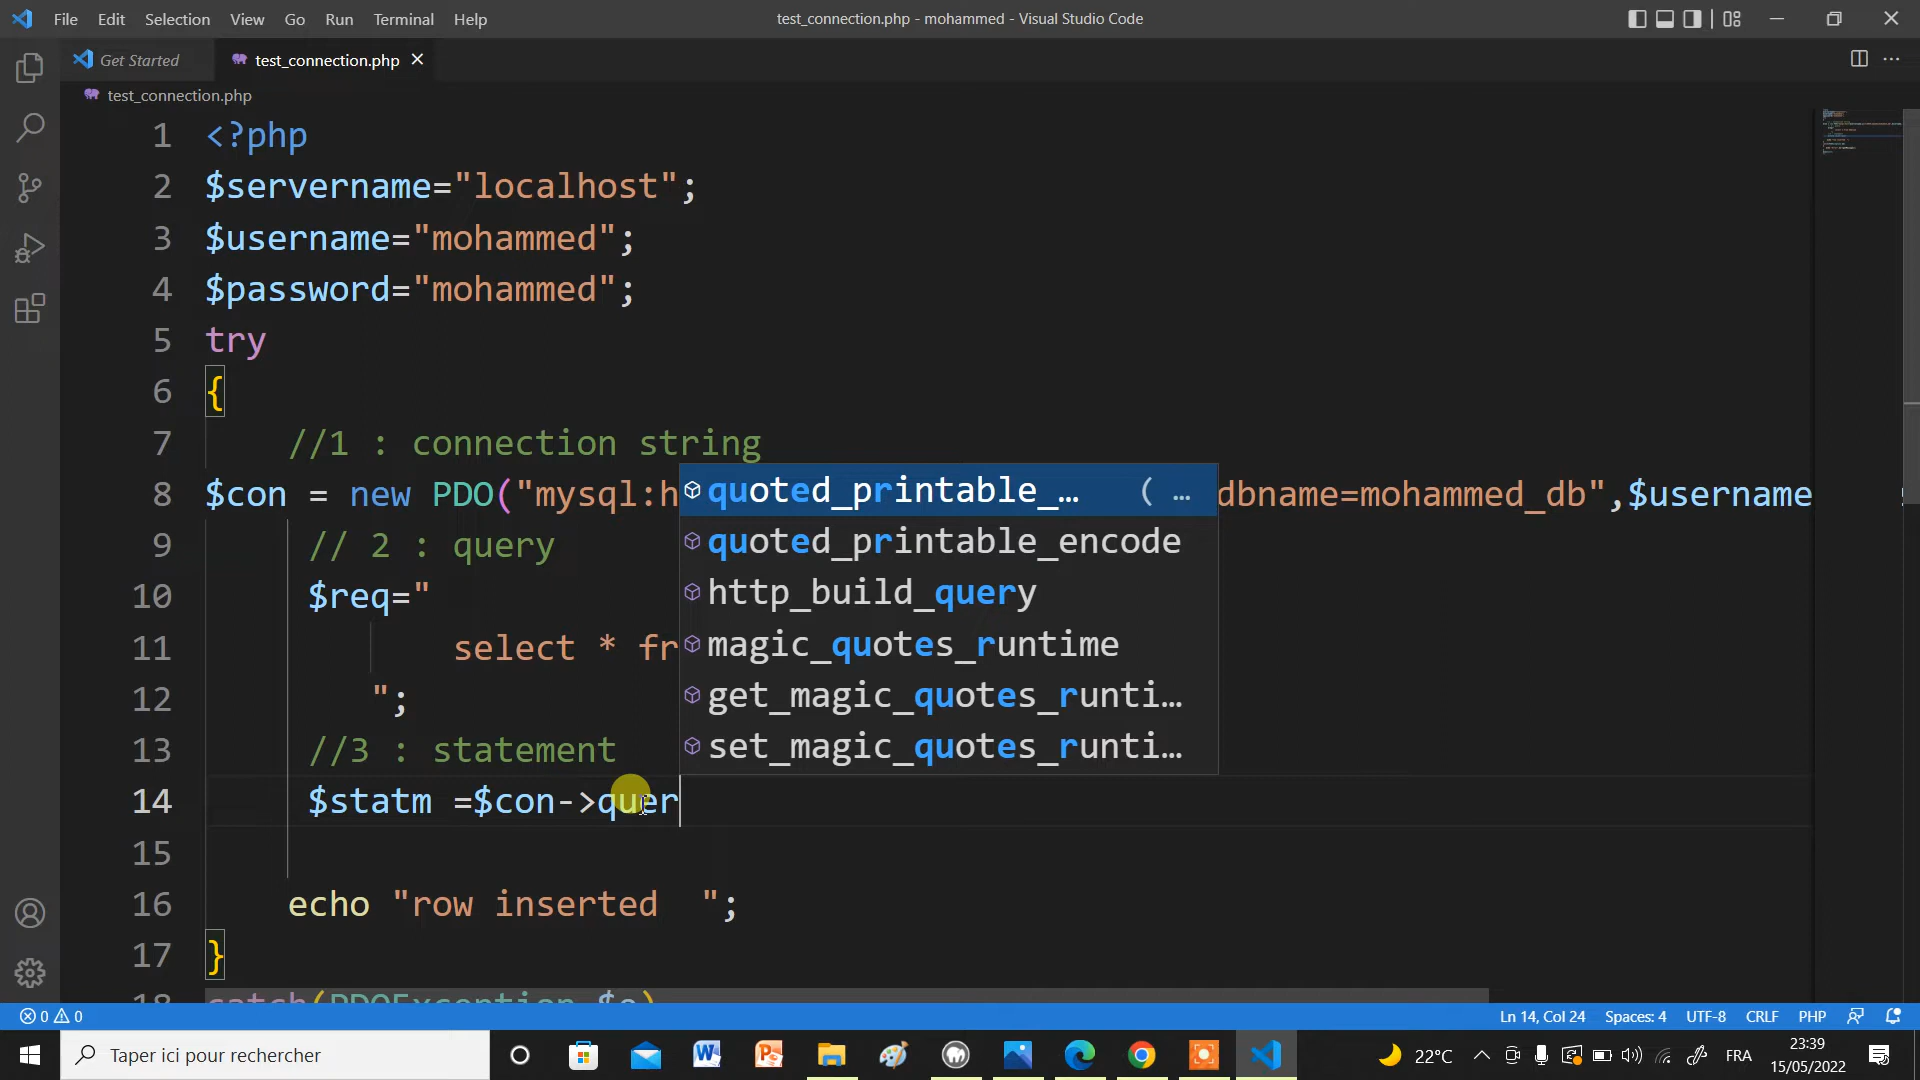 File Edit Selection View Go Run Terminal Help test_connection.php - mohammed - Visual Studio Code
Get Started test_connection.php
test_connection.php
1 <?php
2 $servername="localhost";
3 $username="mohammed";
4 $password="mohammed";
5 try
6 {
7 //1 : connection string
8 $con = new PDO("mysql:h dbname=mohammed_db",$username
9 // 2 : query
10 $req="
11 select * fr
12 ";
13 //3 : statement
14 $statm =$con->quer
15
16 echo "row inserted  ";
17 }
18 catch(PDOException $e)
quoted_printable_… ( …
quoted_printable_encode
http_build_query
magic_quotes_runtime
get_magic_quotes_runti…
set_magic_quotes_runti…
0 0 Ln 14, Col 24 Spaces: 4 UTF-8 CRLF PHP
Taper ici pour rechercher 22°C FRA 23:39
15/05/2022